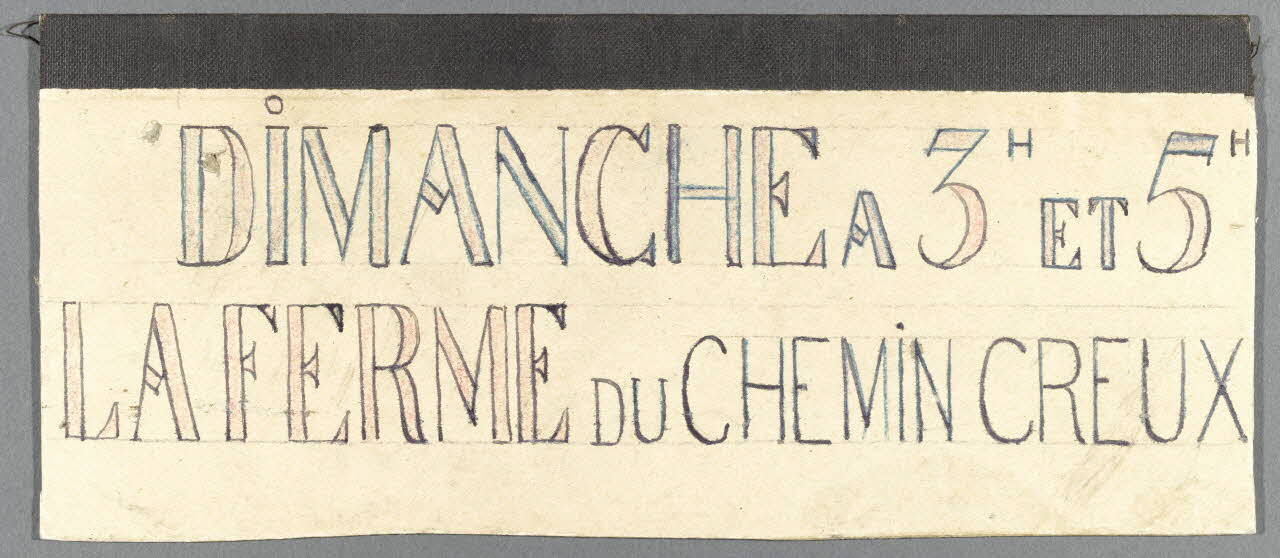 DiMANCHE A 3H ET 5H
LA FERME DU CHEMiN CREUX